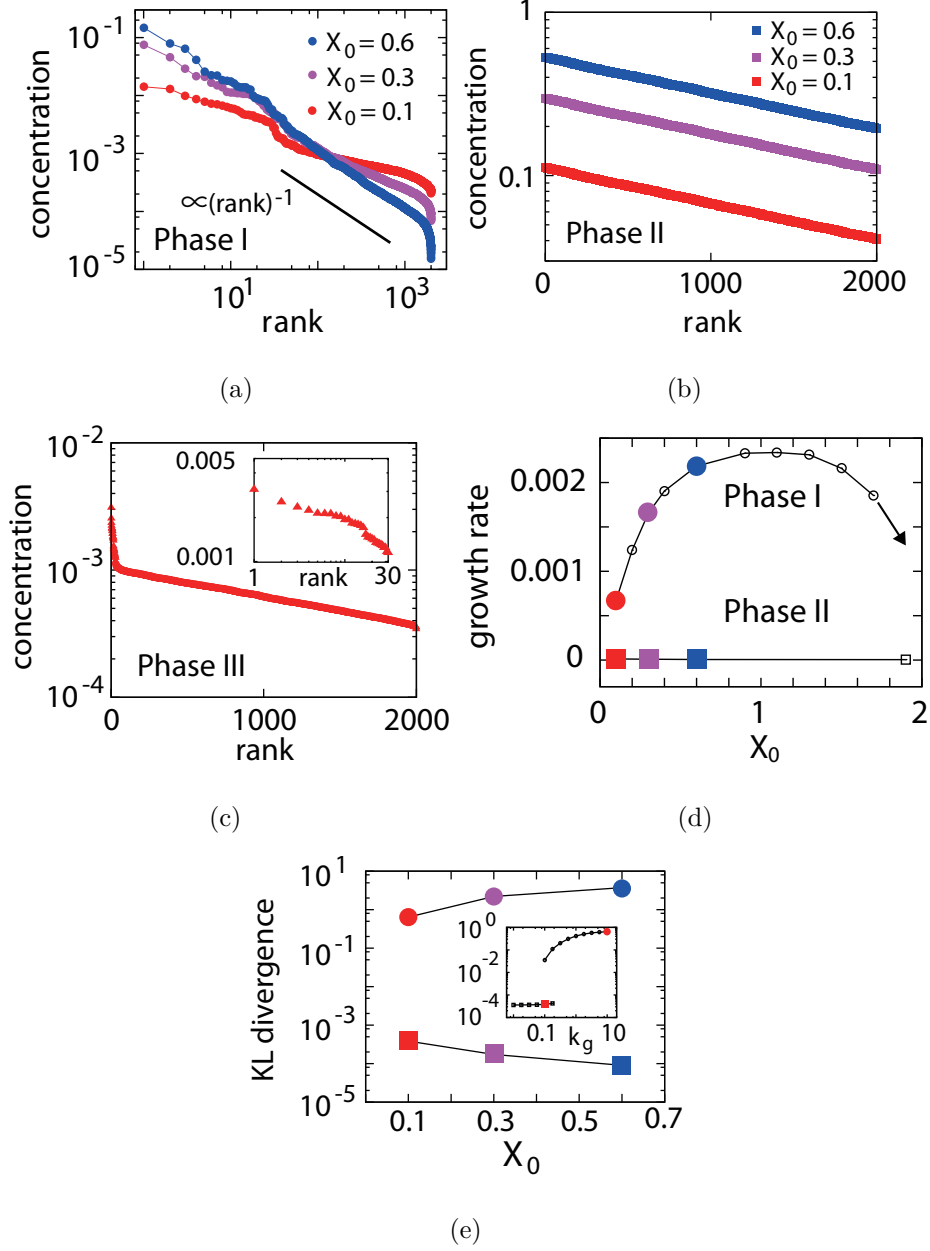 10^-1
10^-3
10^-5
concentration
X_0 = 0.6
X_0 = 0.3
X_0 = 0.1
∝(rank)^-1
Phase I
10^1
10^3
rank
(a)
1
0.1
concentration
X_0 = 0.6
X_0 = 0.3
X_0 = 0.1
Phase II
0
1000
2000
rank
(b)
10^-2
10^-3
10^-4
concentration
0.005
0.001
1
rank
30
Phase III
0
1000
2000
rank
(c)
0.002
0.001
0
growth rate
Phase I
Phase II
0
1
2
X_0
(d)
10^1
10^-1
10^-3
10^-5
KL divergence
10^0
10^-2
10^-4
0.1
k_g
10
0.1
0.3
0.5
0.7
X_0
(e)